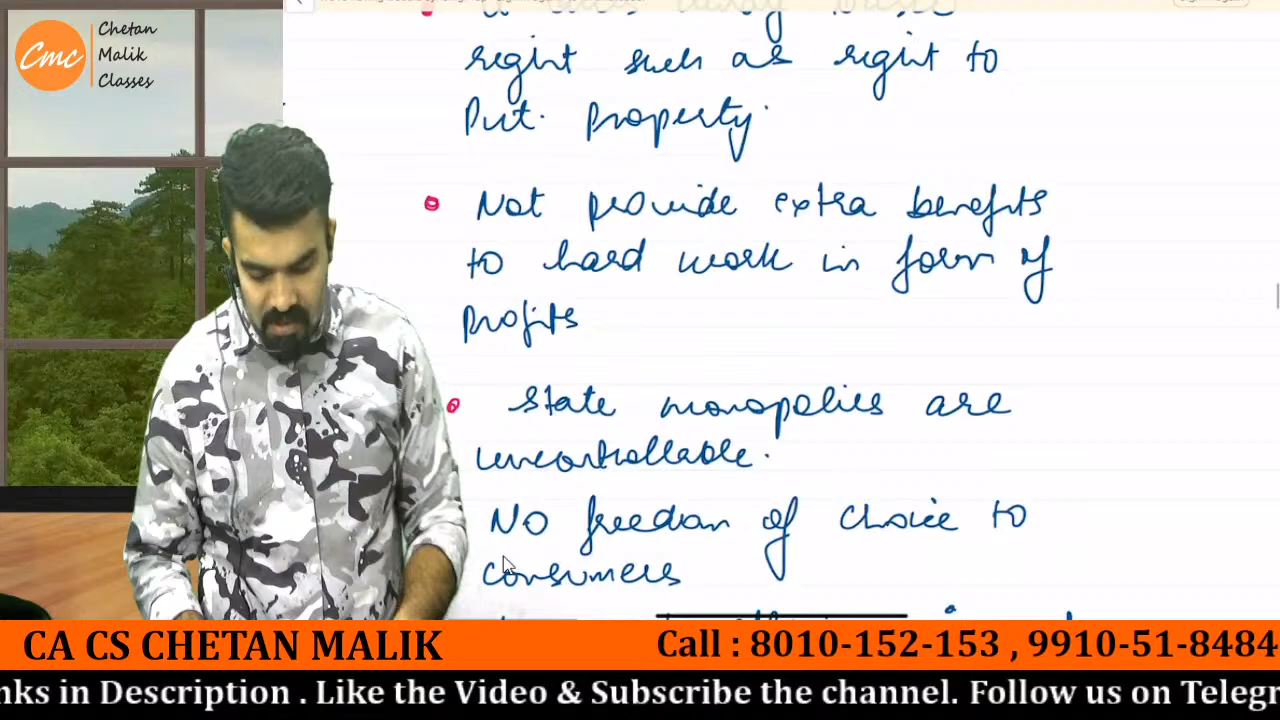 Chetan
Malik
Classes
CMC
right such as right to
Pvt. property.
Not provide extra benefits
to hard work in form of
profits
State monopolies are
uncontrollable.
No freedom of choice to
consumers
CA CS CHETAN MALIK
Call : 8010-152-153 , 9910-51-8484
nks in Description . Like the Video & Subscribe the channel. Follow us on Telegr